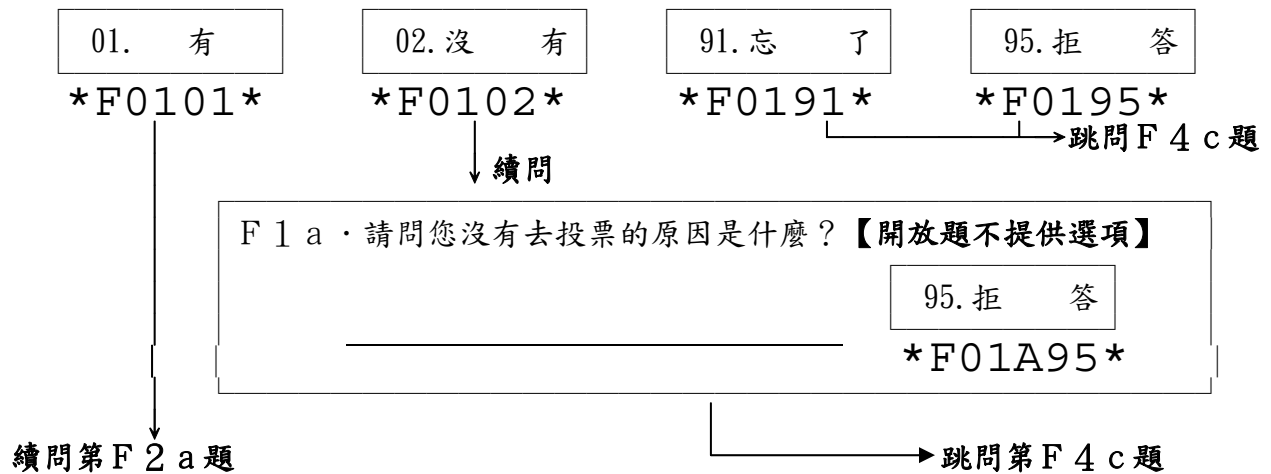 01. 有 02.沒 有 91.忘 了 95.拒 答
*F0101* *F0102* *F0191* *F0195*
跳問F４c題
續問
F１a．請問您沒有去投票的原因是什麼？【開放題不提供選項】
95.拒 答
*F01A95*
續問第F２a題 跳問第F４c題